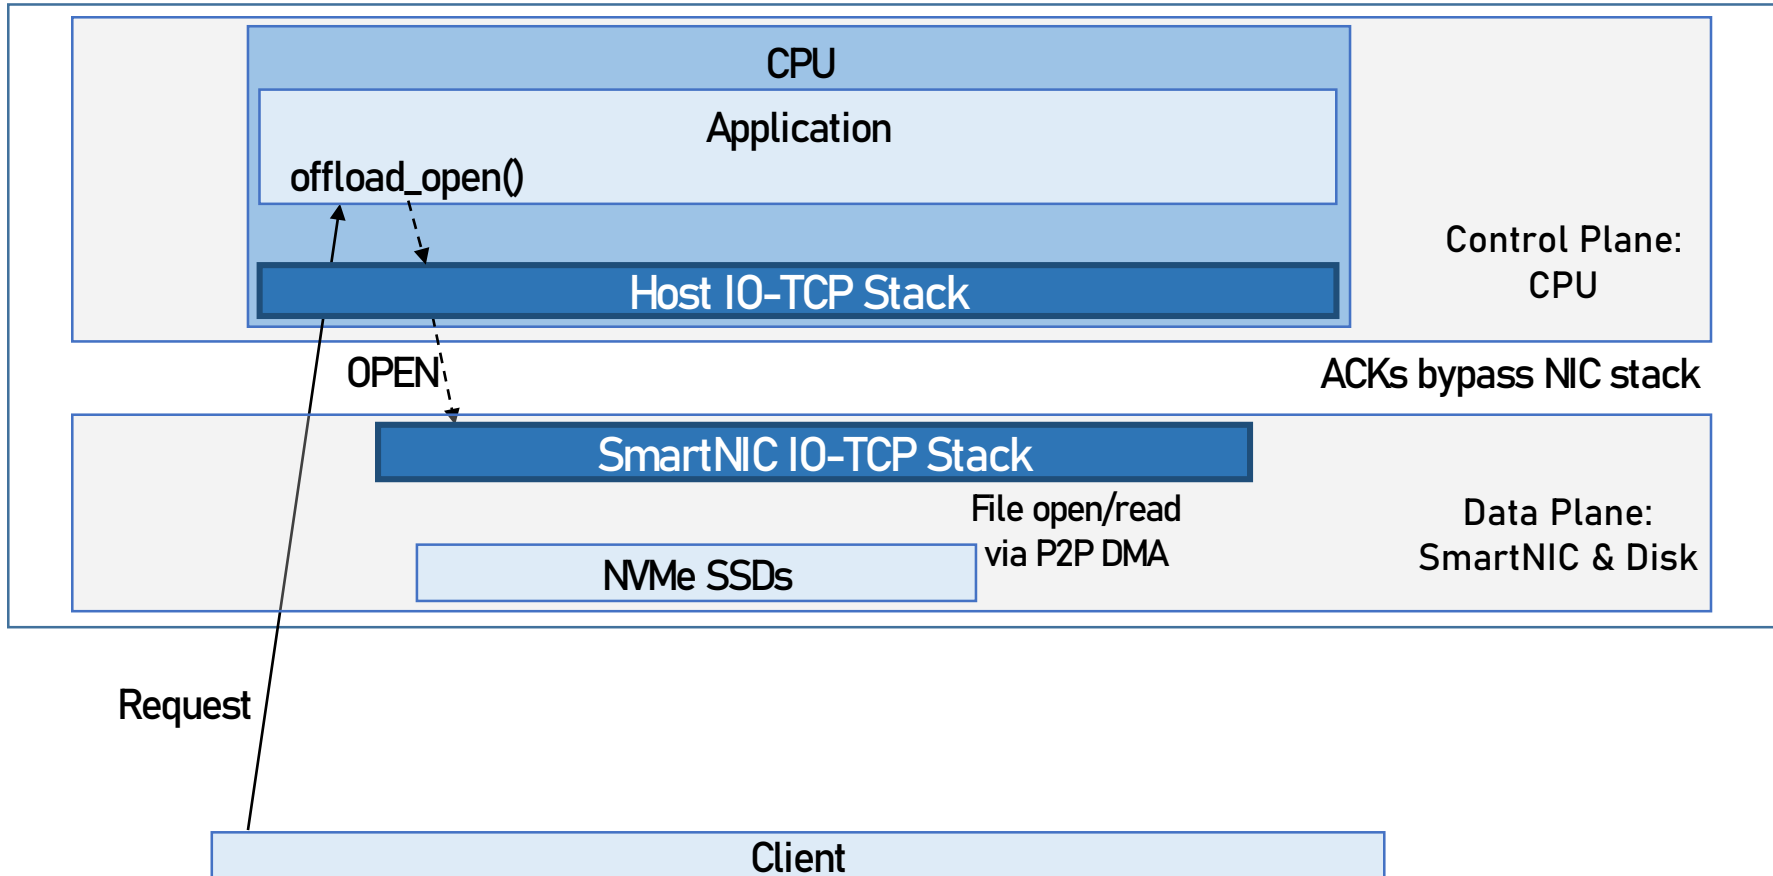 CPU
Application
offload_open()
Host IO-TCP Stack
Control Plane:
CPU
OPEN
ACKs bypass NIC stack
SmartNIC IO-TCP Stack
File open/read
via P2P DMA
NVMe SSDs
Data Plane:
SmartNIC & Disk
Request
Client